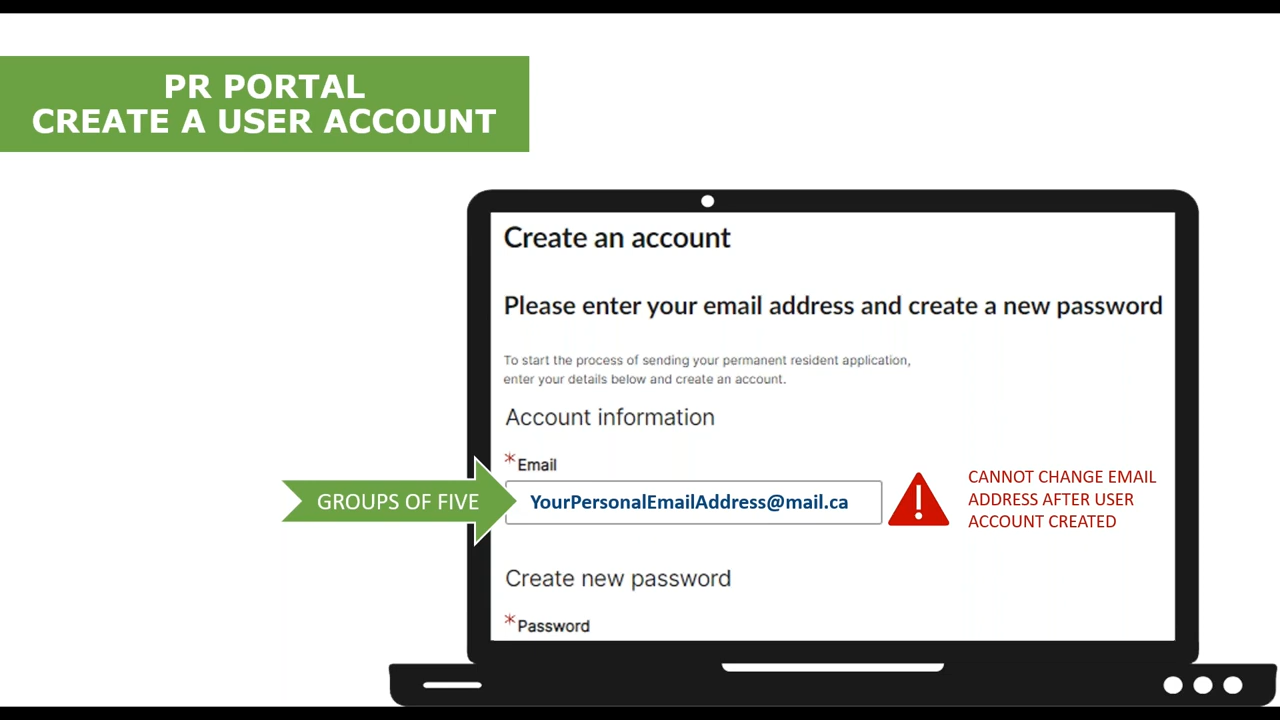 PR PORTAL
CREATE A USER ACCOUNT
Create an account
Please enter your email address and create a new password
To start the process of sending your permanent resident application,
enter your details below and create an account.
Account information
*Email
GROUPS OF FIVE
YourPersonalEmailAddress@mail.ca
CANNOT CHANGE EMAIL
ADDRESS AFTER USER
ACCOUNT CREATED
Create new password
*Password